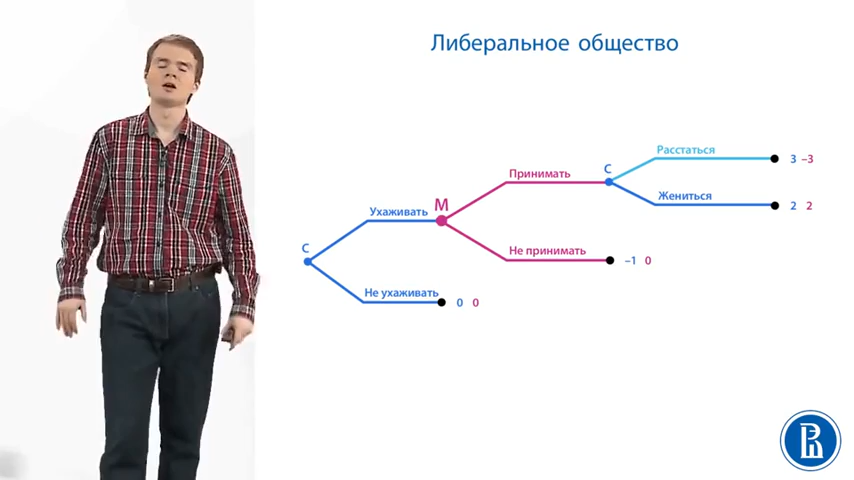 Либеральное общество
Расстаться
3 –3
Принимать
С
Жениться
2 2
Ухаживать
М
Не принимать
–1 0
С
Не ухаживать
0 0